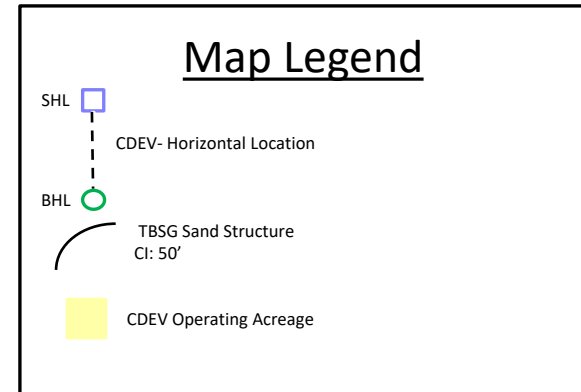 Map Legend
SHL
CDEV- Horizontal Location
BHL
TBSG Sand Structure
CI: 50’
CDEV Operating Acreage